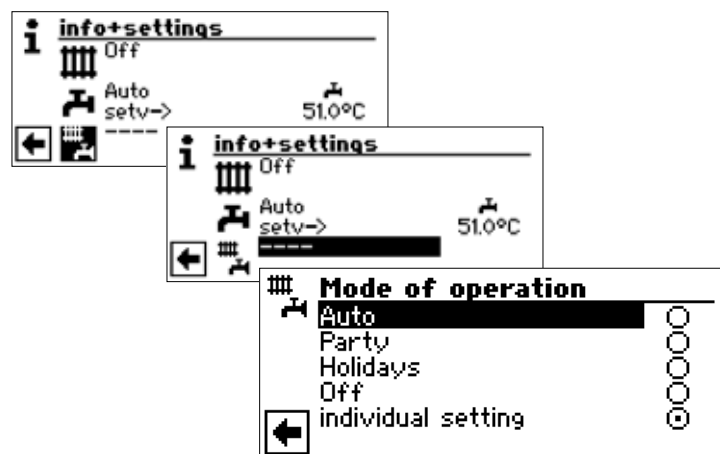 i info+settings
Off
Auto
setv->
51.0°C
----
i info+settings
Off
Auto
setv->
51.0°C
----
Mode of operation
Auto
Party
Holidays
Off
individual setting